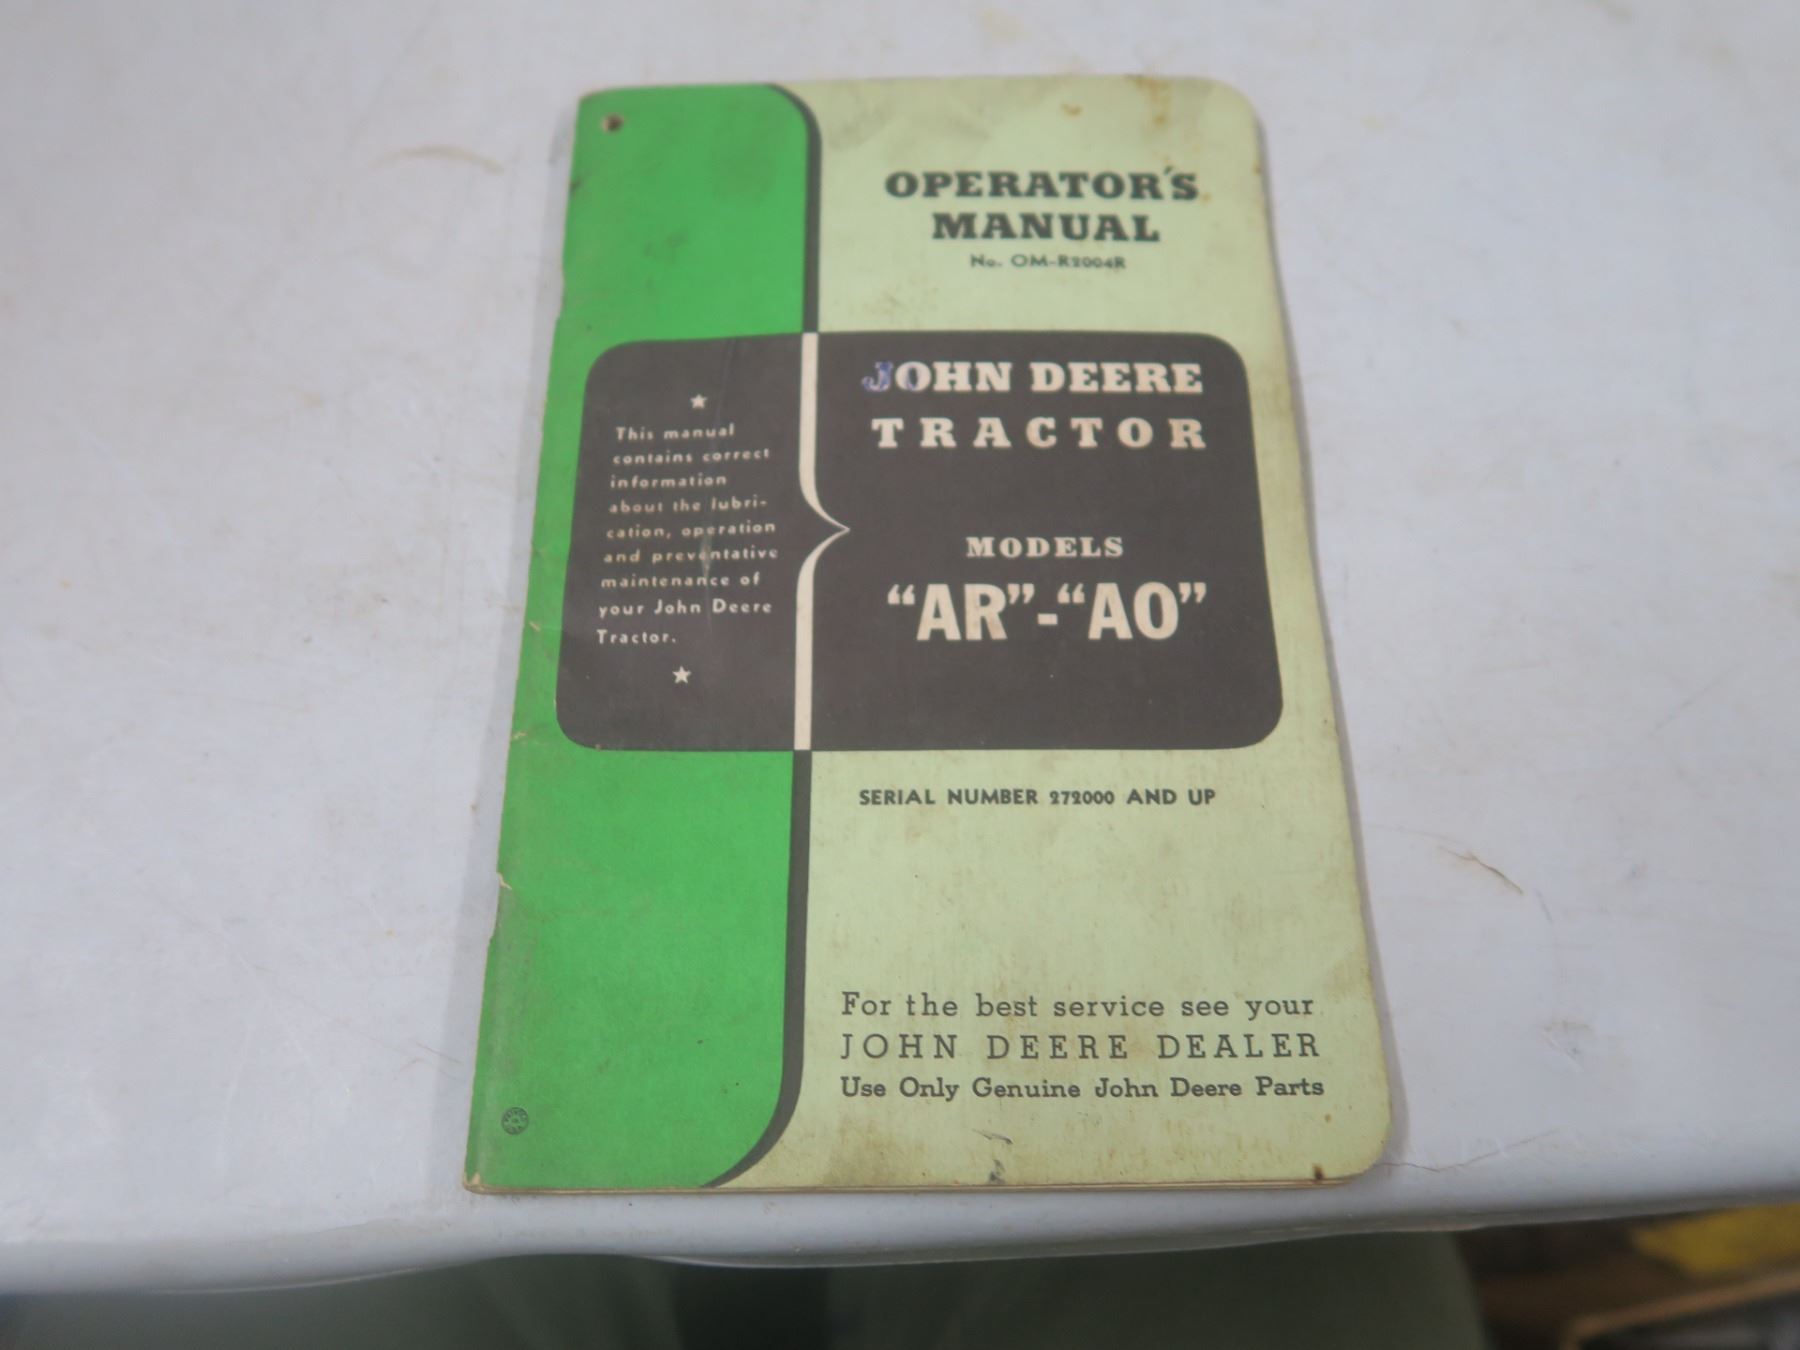 OPERATOR'S
MANUAL
No. OM-R2004R
This manual
contains correct
information
about the lubri-
cation, operation
and preventative
maintenance of
your John Deere
Tractor.
JOHN DEERE
TRACTOR
MODELS
“AR”-“AO”
SERIAL NUMBER 272000 AND UP
For the best service see your
JOHN DEERE DEALER
Use Only Genuine John Deere Parts